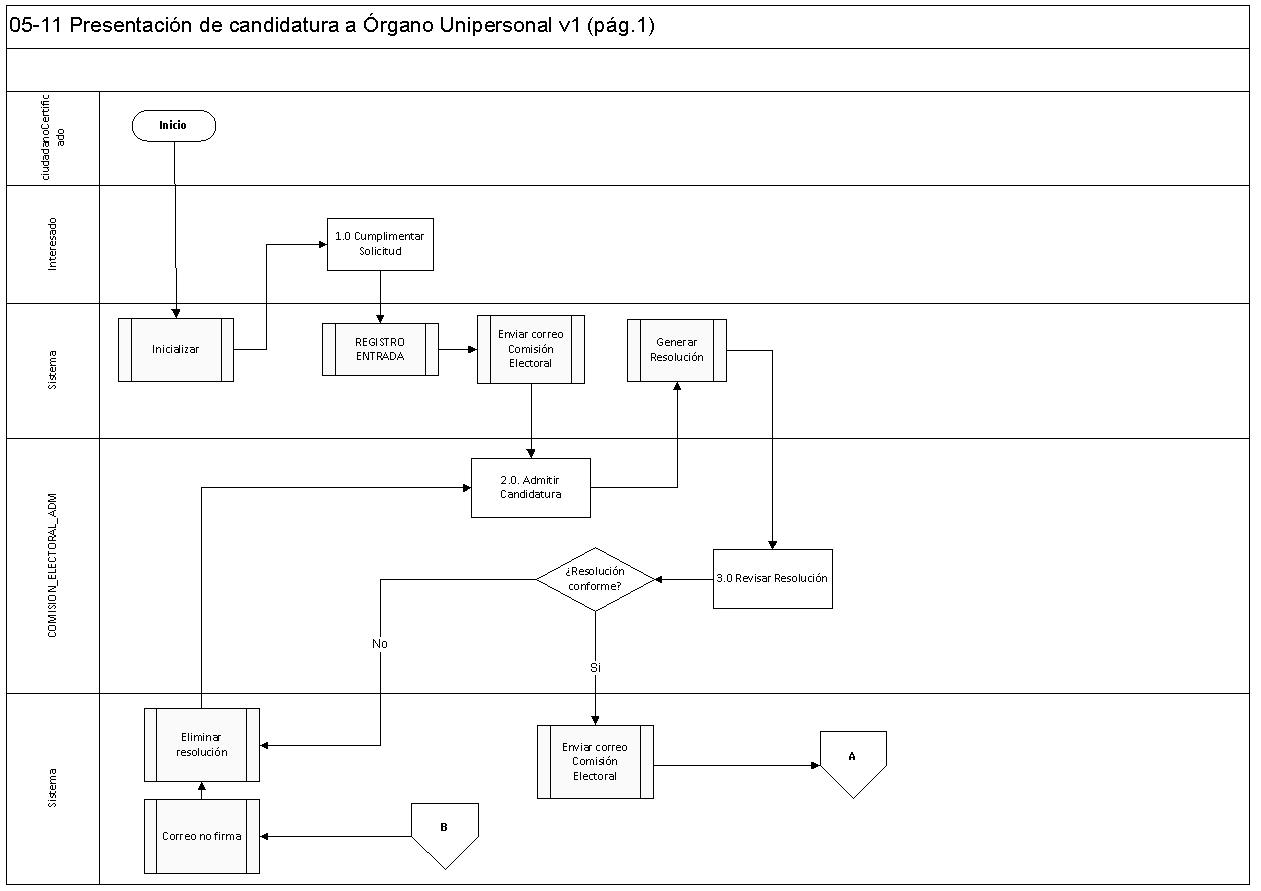 05-11 Presentación de candidatura a Órgano Unipersonal v1 (pág.1)
ciudadanoCertific
ado
Inicio
Interesado
1.0 Cumplimentar
Solicitud
Sistema
Inicializar
REGISTRO
ENTRADA
Enviar correo
Comisión
Electoral
Generar
Resolución
COMISION_ELECTORAL_ADM
2.0. Admitir
Candidatura
¿Resolución
conforme?
3.0 Revisar Resolución
No
Si
Sistema
Eliminar
resolución
Enviar correo
Comisión
Electoral
A
Correo no firma
B